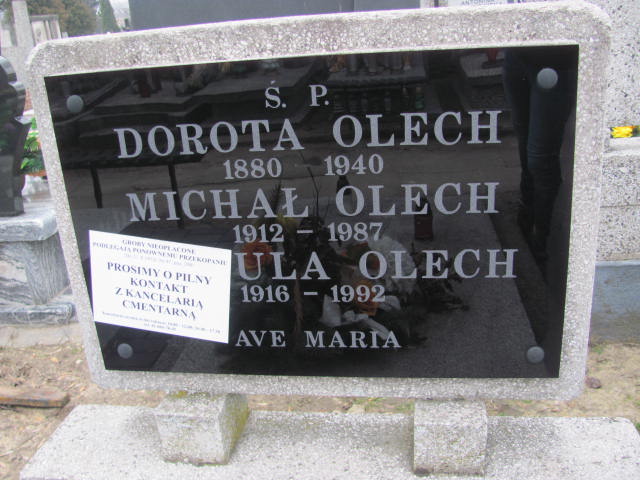 Ś. P.
DOROTA OLECH
1880 1940
MICHAŁ OLECH
1912 – 1987
ULA OLECH
1916 – 1992
AVE MARIA
GROBY NIEOPŁACONE
PODLEGAJĄ PONOWNEMU PRZEKOPANIU
PROSIMY O PILNY
KONTAKT
Z KANCELARIĄ
CMENTARNĄ